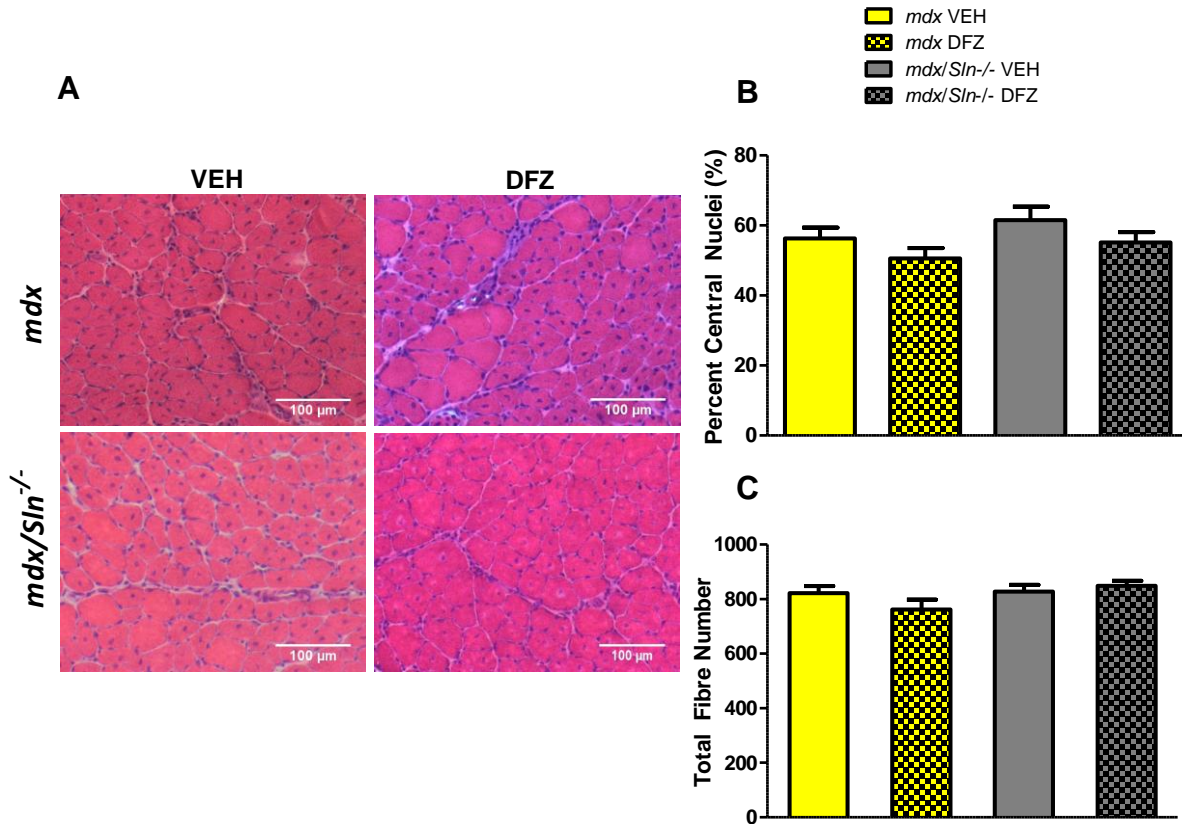 mdx VEH
mdx DFZ
mdx/Sln-/- VEH
mdx/Sln-/- DFZ
A
VEH
DFZ
mdx
100 µm
100 µm
mdx/Sln-/-
100 µm
100 µm
B
Percent Central Nuclei (%)
80
60
40
20
0
C
Total Fibre Number
1000
800
600
400
200
0